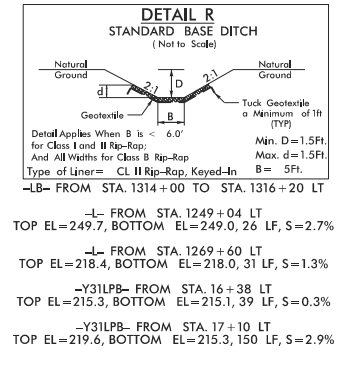 DETAIL R
STANDARD BASE DITCH
( Not to Scale)
Natural
Ground
Natural
Ground
2:1
2:1
D
d
B
Geotextile
Tuck Geotextile
a Minimum of 1ft
(TYP)
Detail Applies When B is < 6.0'
for Class I and II Rip-Rap;
And All Widths for Class B Rip-Rap
Min. D=1.5Ft.
Max. d=1.5Ft.
Type of Liner= CL II Rip-Rap, Keyed-In B= 5Ft.
-LB- FROM STA. 1314+00 TO STA. 1316+20 LT
-L- FROM STA. 1249+04 LT
TOP EL=249.7, BOTTOM EL=249.0, 26 LF, S=2.7%
-L- FROM STA. 1269+60 LT
TOP EL=218.4, BOTTOM EL=218.0, 31 LF, S=1.3%
-Y31LPB- FROM STA. 16+38 LT
TOP EL=215.3, BOTTOM EL=215.1, 39 LF, S=0.3%
-Y31LPB- FROM STA. 17+10 LT
TOP EL=219.6, BOTTOM EL=215.3, 150 LF, S=2.9%